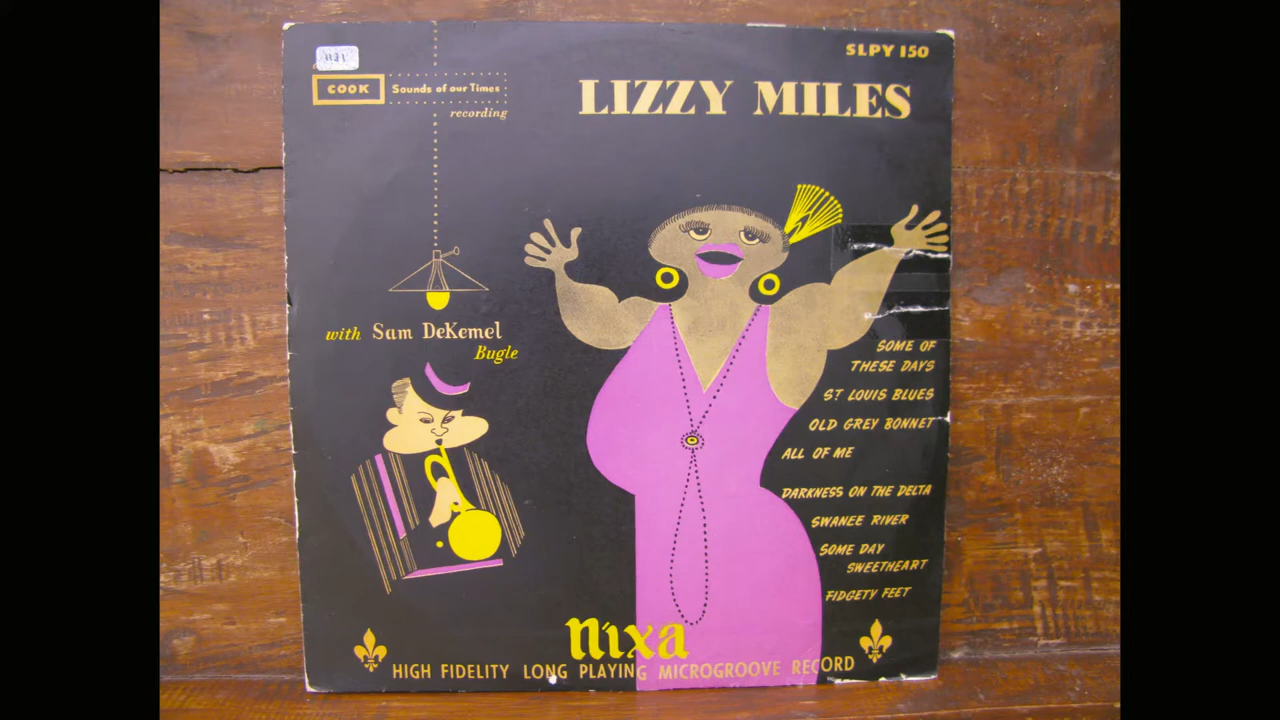 SLPY 150
COOK Sounds of our Times
recording
LIZZY MILES
with Sam DeKemel
Bugle
SOME OF
THESE DAYS
ST LOUIS BLUES
OLD GREY BONNET
ALL OF ME
DARKNESS ON THE DELTA
SWANEE RIVER
SOME DAY
SWEETHEART
FIDGETY FEET
nixa
HIGH FIDELITY LONG PLAYING MICROGROOVE RECORD